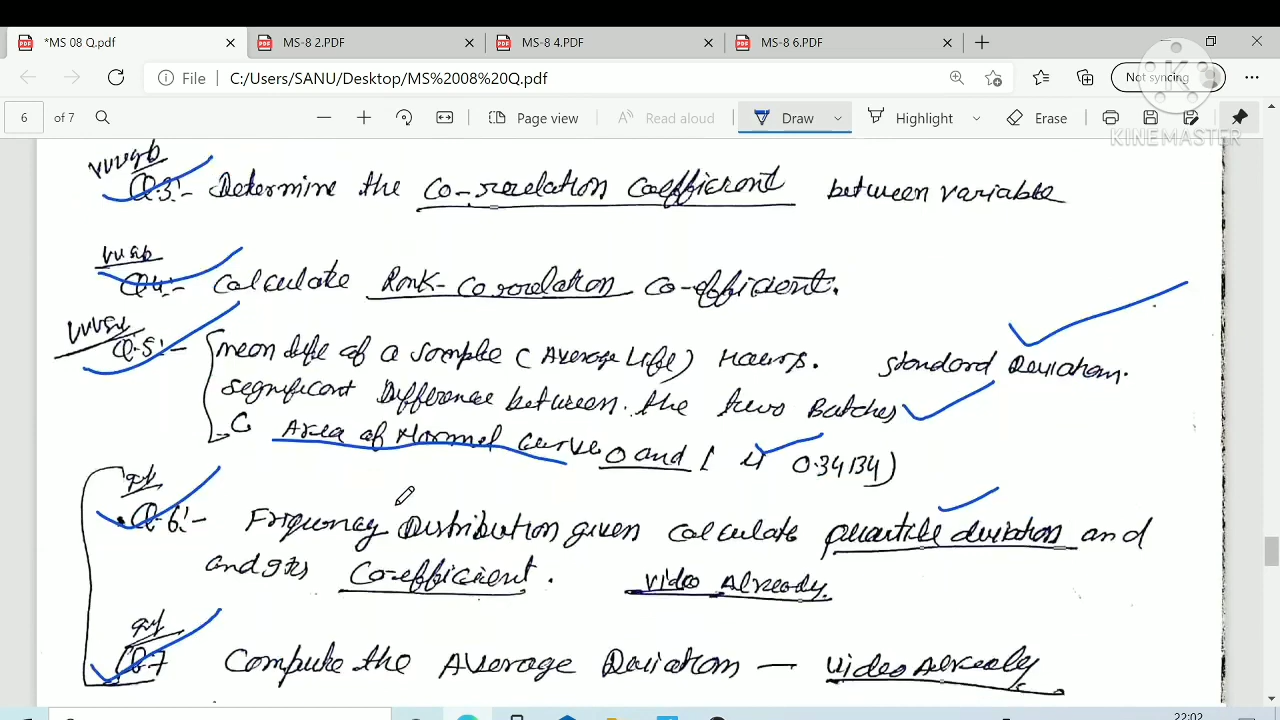 *MS 08 Q.pdf
MS-8 2.PDF
MS-8 4.PDF
MS-8 6.PDF
File
C:/Users/SANU/Desktop/MS%2008%20Q.pdf
Not syncing
6 of 7
Page view
Read aloud
Draw
Highlight
Erase
KINEMASTER
Q.3:- Determine the Co-rrelation coefficient between variable
Q.4:- Calculate Rank-Correlation Co-efficient.
Q.5:- mean life of a sample (Average Life) Hours. Standard Deviation.
significant Difference between the two Batches
Area of Normal curve 0 and 1 is 0.34134)
Q.6:- Frequency Distribution given calculate quartile deviation and
and its Co-efficient. video Already.
Q.7 Compute the Average Deviation — video Already
22:02